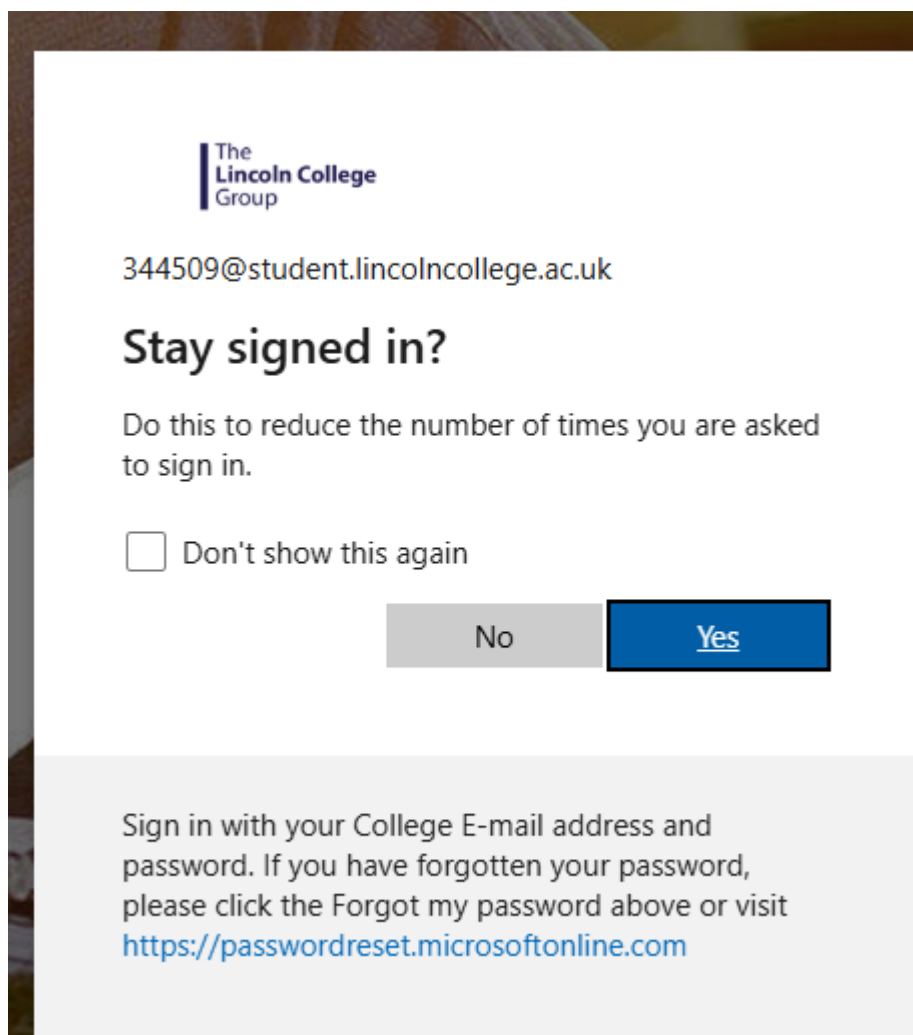 The
Lincoln College
Group
344509@student.lincolncollege.ac.uk
Stay signed in?
Do this to reduce the number of times you are asked
to sign in.
Don't show this again
No
Yes
Sign in with your College E-mail address and
password. If you have forgotten your password,
please click the Forgot my password above or visit
https://passwordreset.microsoftonline.com